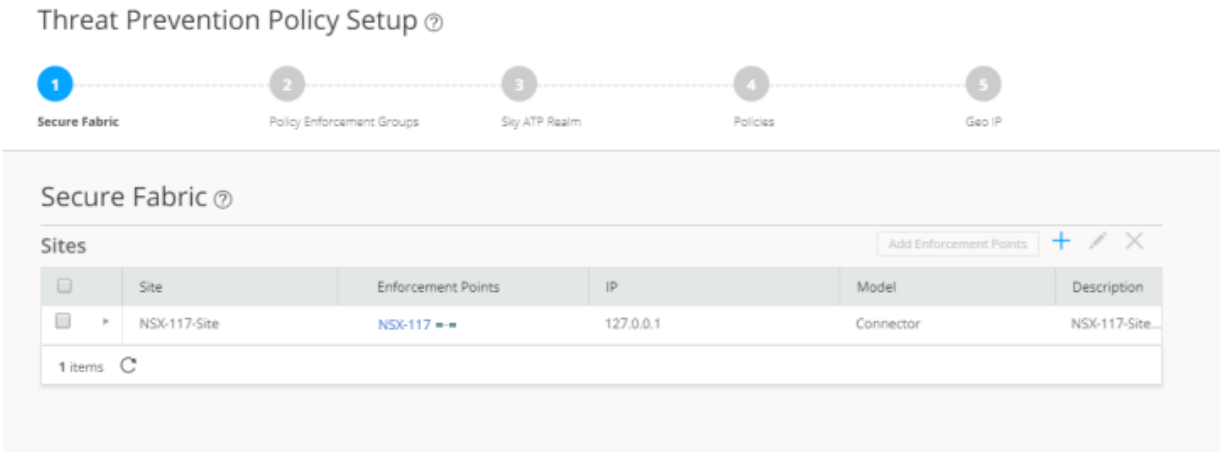 Threat Prevention Policy Setup ?
1 2 3 4 5
Secure Fabric Policy Enforcement Groups Sky ATP Realm Policies Geo IP
Secure Fabric ?
Sites Add Enforcement Points
Site Enforcement Points IP Model Description
NSX-117-Site NSX-117 127.0.0.1 Connector NSX-117-Site...
1 items